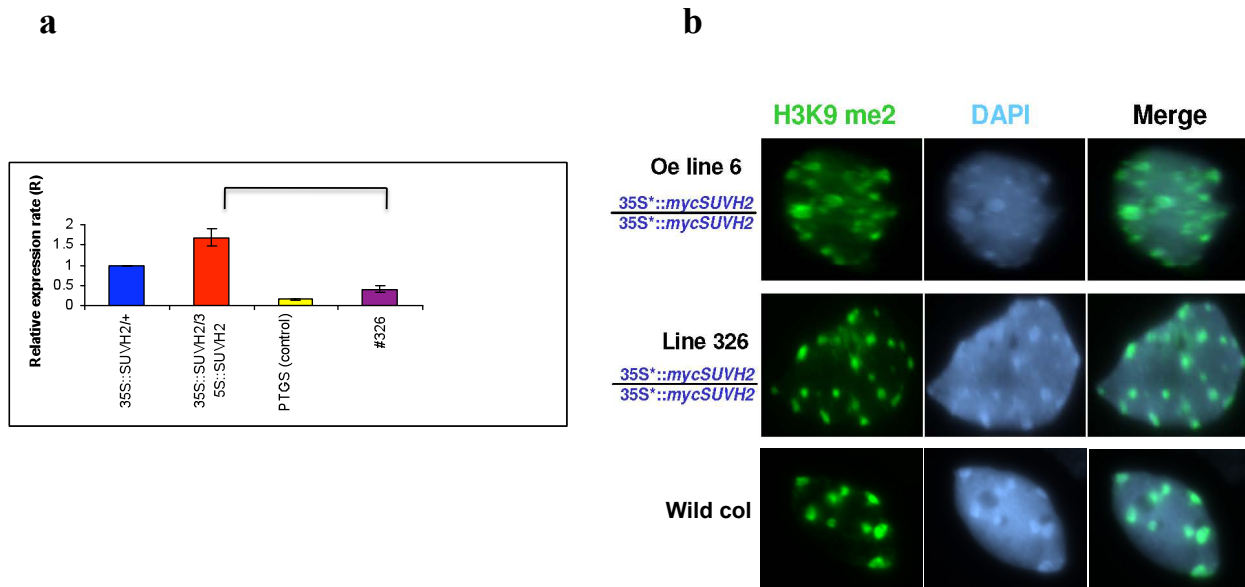 a
b
Relative expression rate (R)
2
1.5
1
0.5
0
35S::SUVH2/+
35S::SUVH2/3
5S::SUVH2
PTGS (control)
#326
H3K9 me2
DAPI
Merge
Oe line 6
35S*::mycSUVH2
35S*::mycSUVH2
Line 326
35S*::mycSUVH2
35S*::mycSUVH2
Wild col